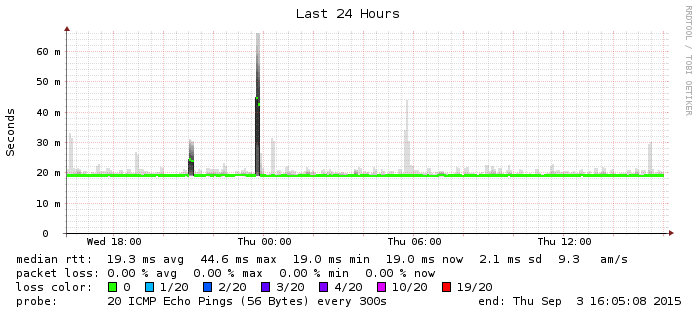 Last 24 Hours
RRDTOOL / TOBI OETIKER
Seconds
60 m
50 m
40 m
30 m
20 m
10 m
0
Wed 18:00 Thu 00:00 Thu 06:00 Thu 12:00
median rtt: 19.3 ms avg 44.6 ms max 19.0 ms min 19.0 ms now 2.1 ms sd 9.3 am/s
packet loss: 0.00 % avg 0.00 % max 0.00 % min 0.00 % now
loss color: 0 1/20 2/20 3/20 4/20 10/20 19/20
probe: 20 ICMP Echo Pings (56 Bytes) every 300s end: Thu Sep 3 16:05:08 2015